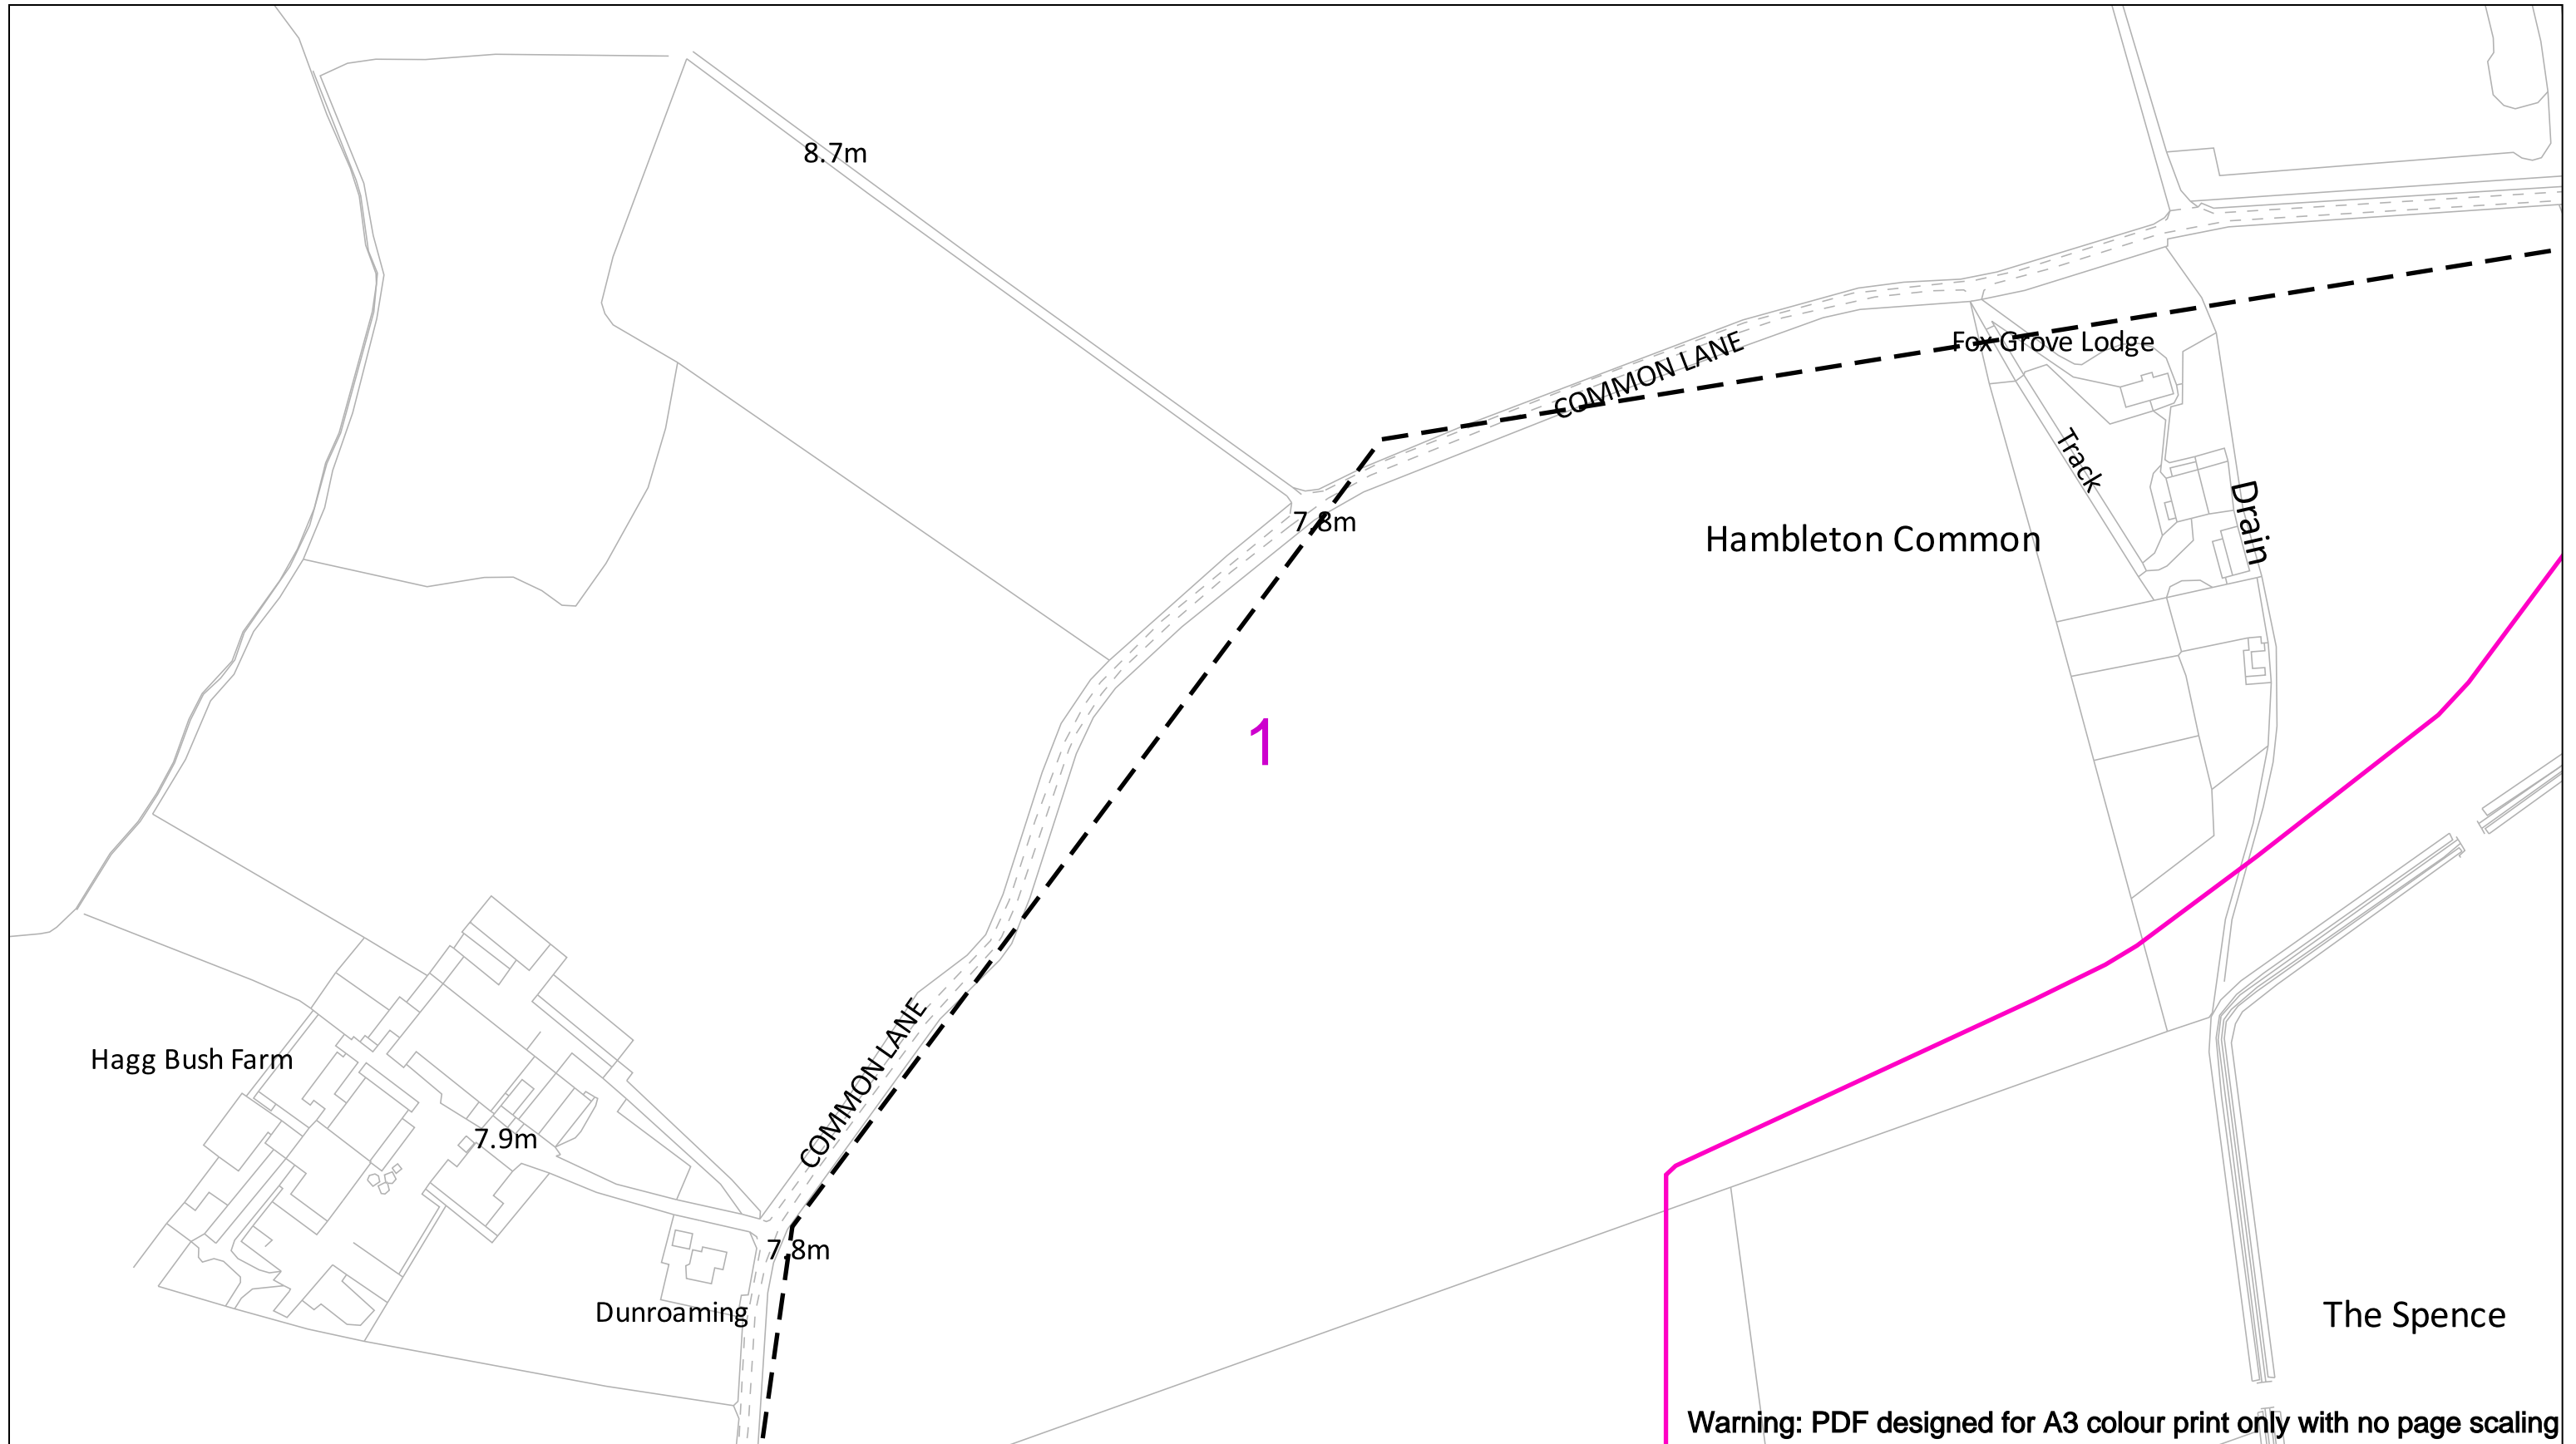 8.7m
COMMON LANE
Fox Grove Lodge
Track
7.8m
Hambleton Common
Drain
1
COMMON LANE
Hagg Bush Farm
7.9m
7.8m
Dunroaming
The Spence
Warning: PDF designed for A3 colour print only with no page scaling